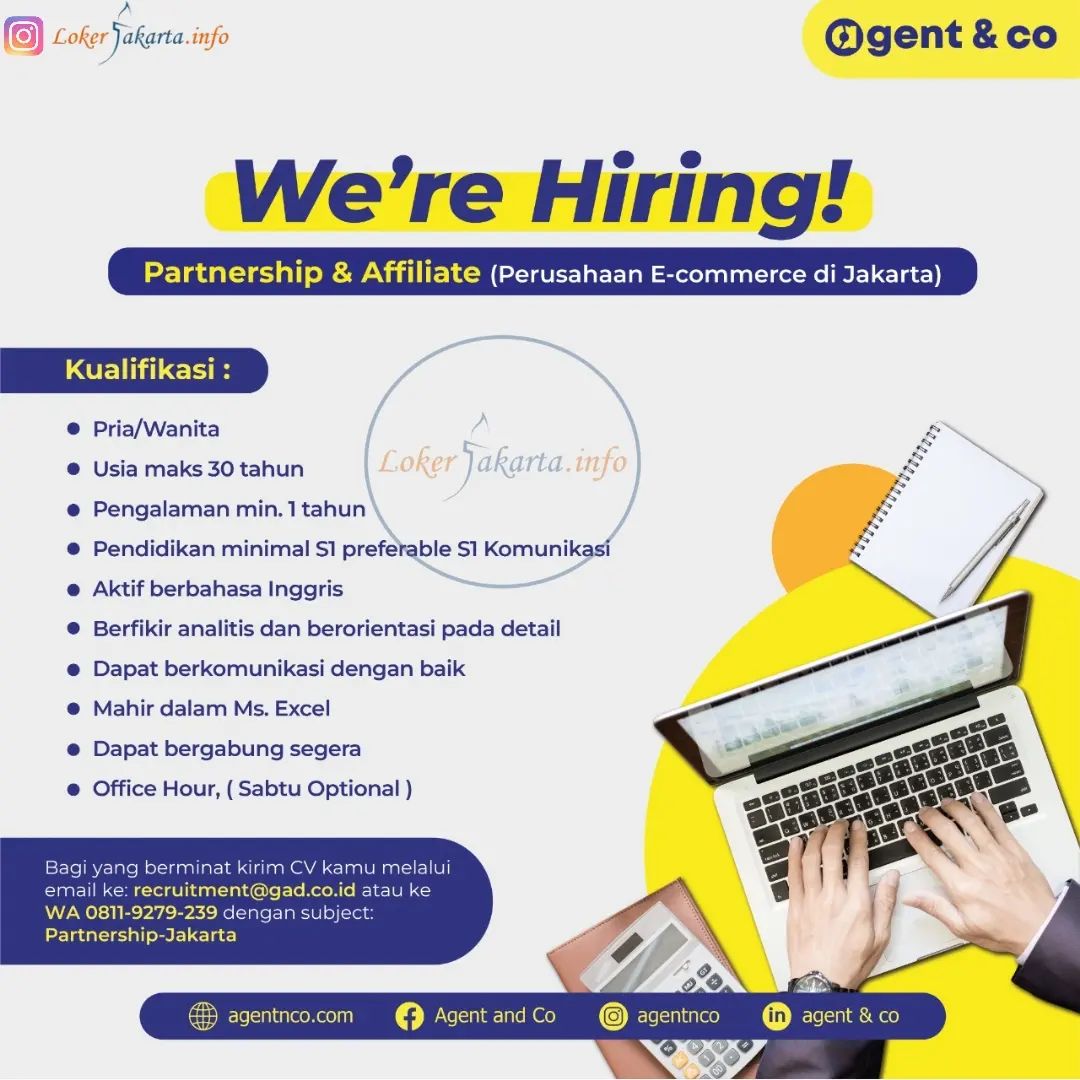 Loker Jakarta.info
agent & co
We're Hiring!
Partnership & Affiliate (Perusahaan E-commerce di Jakarta)
Kualifikasi :
Pria/Wanita
Usia maks 30 tahun
Loker Jakarta.info
Pengalaman min. 1 tahun
Pendidikan minimal S1 preferable S1 Komunikasi
Aktif berbahasa Inggris
Berfikir analitis dan berorientasi pada detail
Dapat berkomunikasi dengan baik
Mahir dalam Ms. Excel
Dapat bergabung segera
Office Hour, ( Sabtu Optional )
Bagi yang berminat kirim CV kamu melalui
email ke: recruitment@gad.co.id atau ke
WA 0811-9279-239 dengan subject:
Partnership-Jakarta
agentnco.com Agent and Co agentnco agent & co